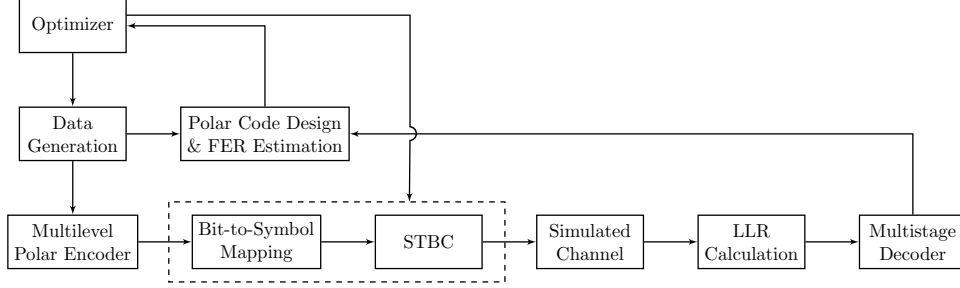 Optimizer
Data
Generation
Polar Code Design
& FER Estimation
Multilevel
Polar Encoder
Bit-to-Symbol
Mapping
STBC
Simulated
Channel
LLR
Calculation
Multistage
Decoder